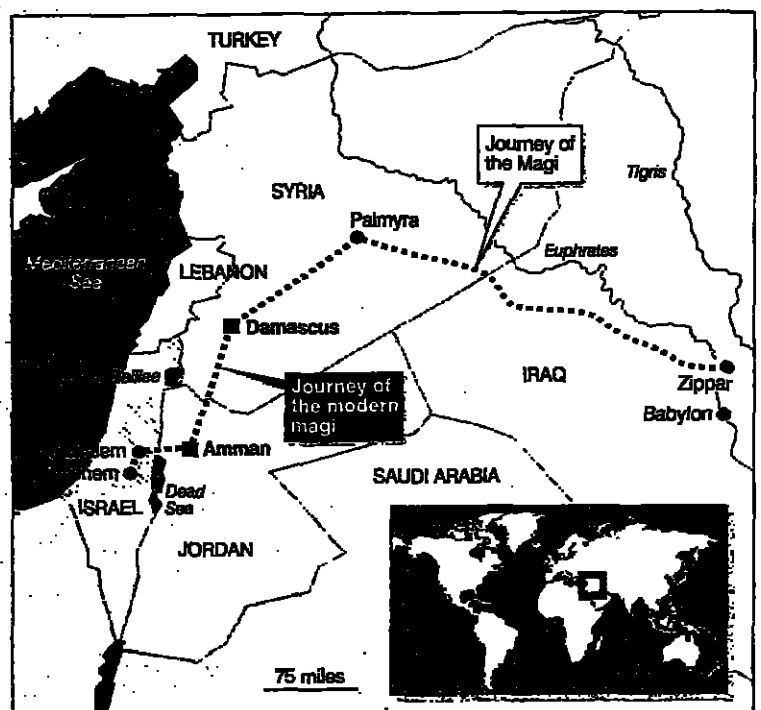 TURKEY
Journey of
the Magi
Tigris
SYRIA
Palmyra
Euphrates
Mediterranean
Sea
LEBANON
Damascus
Galilee
Journey of
the modern
magi
IRAQ
Zippar
Babylon
Amman
SAUDI ARABIA
Dead
Sea
ISRAEL
JORDAN
75 miles